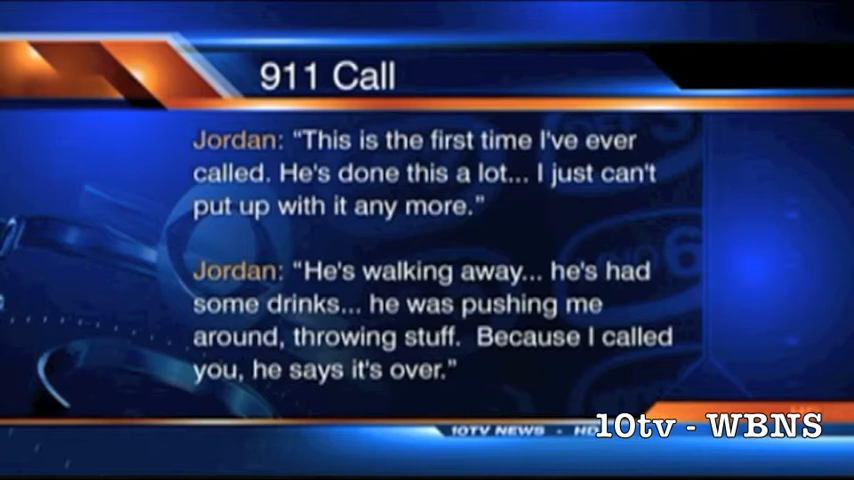 911 Call
Jordan: “This is the first time I've ever
called. He's done this a lot... I just can't
put up with it any more.”
Jordan: “He's walking away... he's had
some drinks... he was pushing me
around, throwing stuff.  Because I called
you, he says it's over.”
10TV NEWS - HD
10tv - WBNS